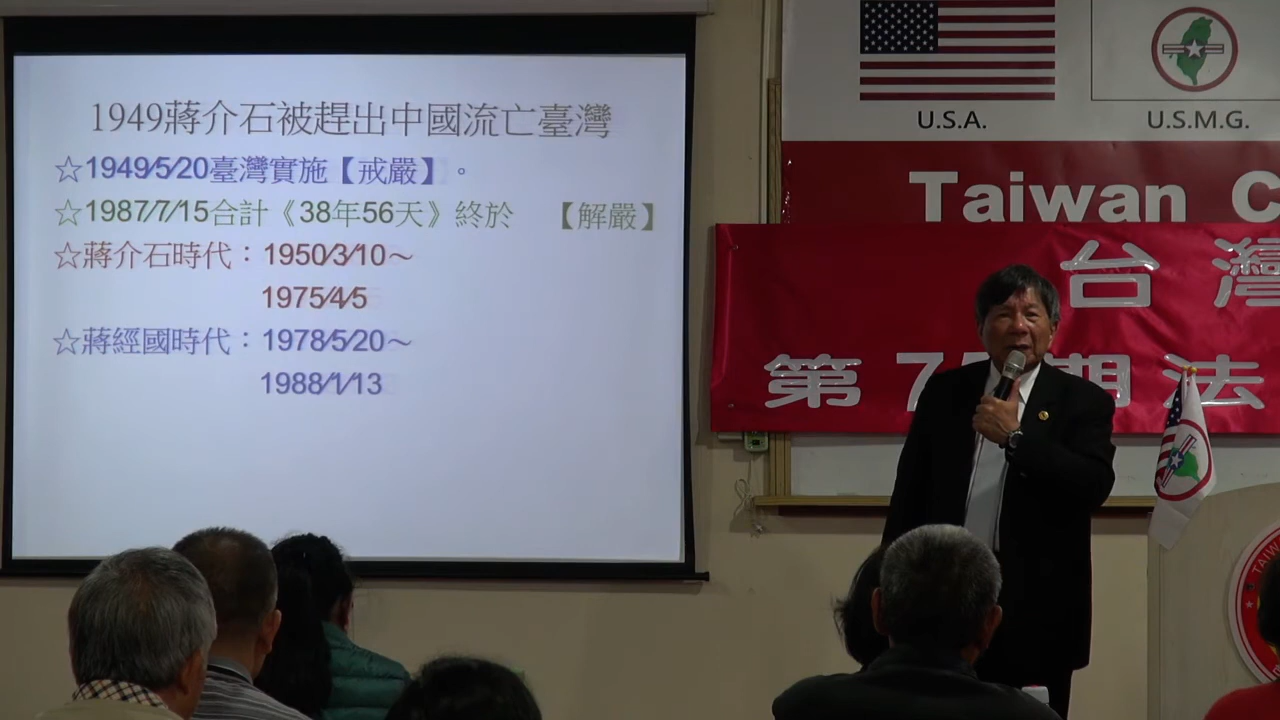 1949蔣介石被趕出中國流亡臺灣
☆1949/5/20臺灣實施【戒嚴】。
☆1987/7/15合計《38年56天》終於 【解嚴】
☆蔣介石時代：1950/3/10～
1975/4/5
☆蔣經國時代：1978/5/20～
1988/1/13
U.S.A.
U.S.M.G.
Taiwan C
台灣
第7 期法
TAIW